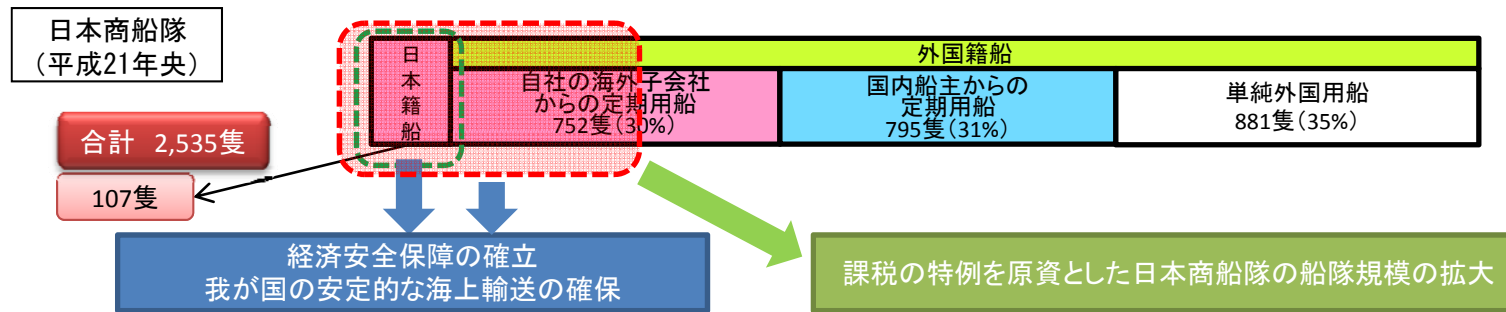 日本商船隊
（平成21年央）
合計　2,535隻
107隻
日本籍船
外国籍船
自社の海外子会社
からの定期用船
752隻（30%）
国内船主からの
定期用船
795隻（31%）
単純外国用船
881隻（35%）
経済安全保障の確立
我が国の安定的な海上輸送の確保
課税の特例を原資とした日本商船隊の船隊規模の拡大